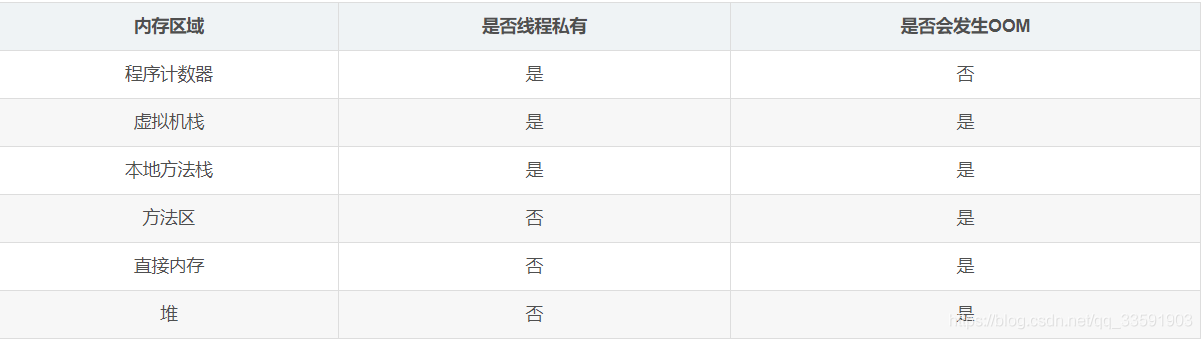 内存区域 是否线程私有 是否会发生OOM
程序计数器 是 否
虚拟机栈 是 是
本地方法栈 是 是
方法区 否 是
直接内存 否 是
堆 否 是
https://blog.csdn.net/qq_33591903